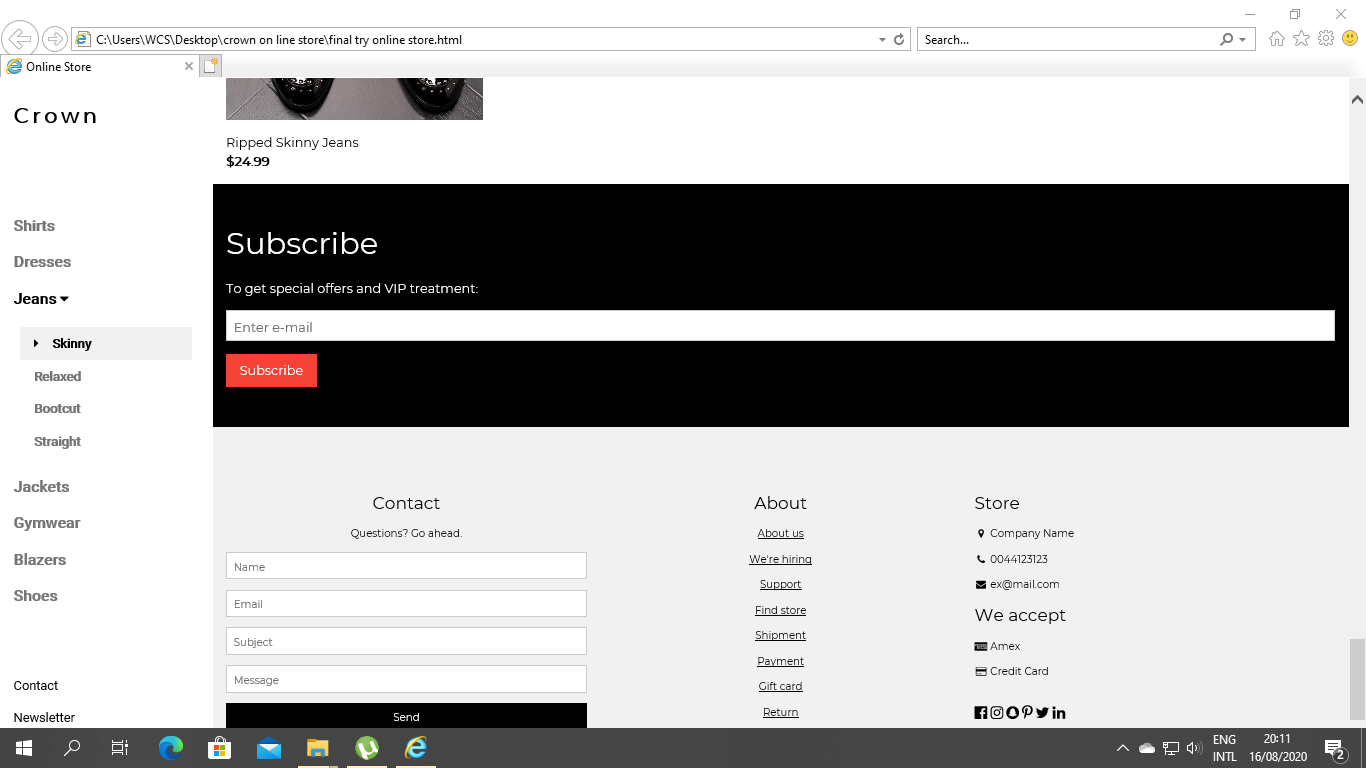 C:\Users\WCS\Desktop\crown on line store\final try online store.html
Search...
Online Store
Crown
Shirts
Dresses
Jeans
Skinny
Relaxed
Bootcut
Straight
Jackets
Gymwear
Blazers
Shoes
Contact
Newsletter
Ripped Skinny Jeans
$24.99
Subscribe
To get special offers and VIP treatment:
Enter e-mail
Subscribe
Contact
Questions? Go ahead.
Name
Email
Subject
Message
Send
About
About us
We're hiring
Support
Find store
Shipment
Payment
Gift card
Return
Store
Company Name
0044123123
ex@mail.com
We accept
Amex
Credit Card
ENG
INTL
20:11
16/08/2020
2